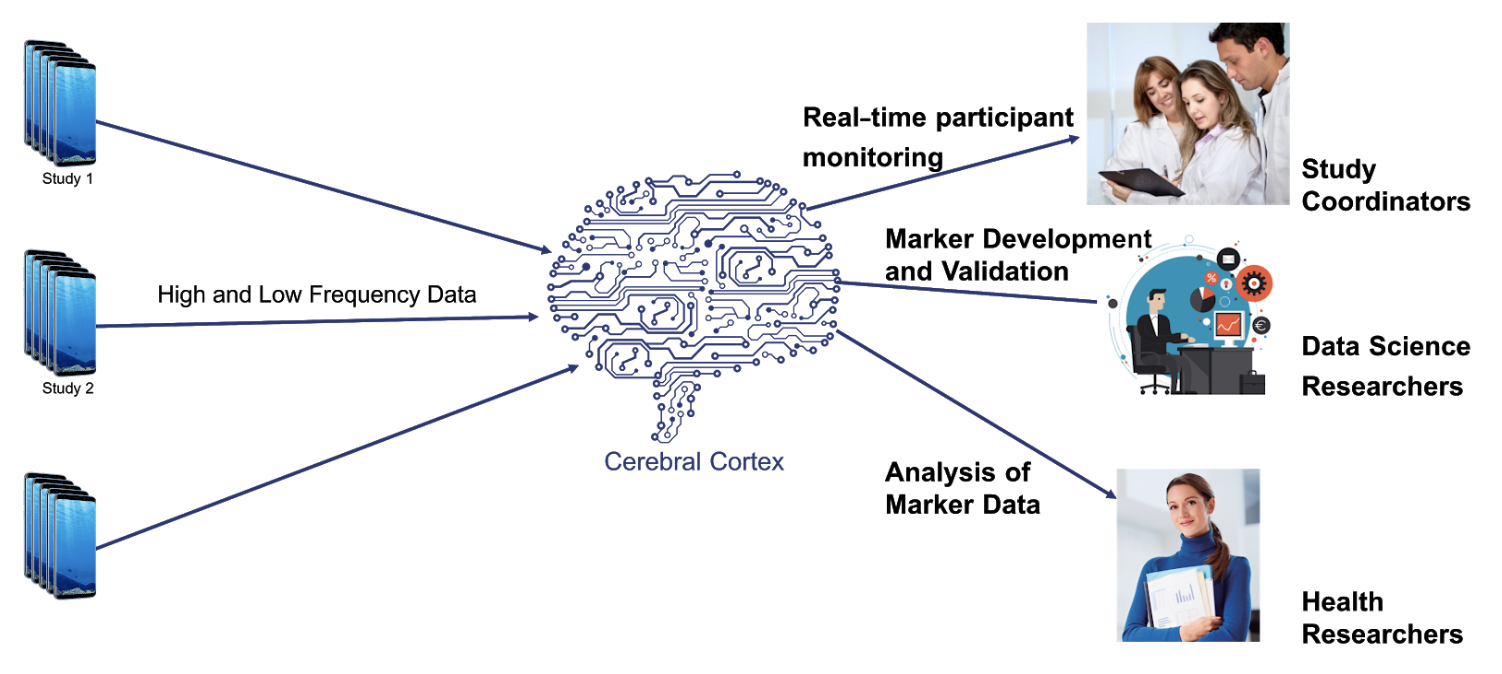 Study 1
Study 2
High and Low Frequency Data
Cerebral Cortex
Real-time participant
monitoring
Study
Coordinators
Marker Development
and Validation
Data Science
Researchers
Analysis of
Marker Data
Health
Researchers